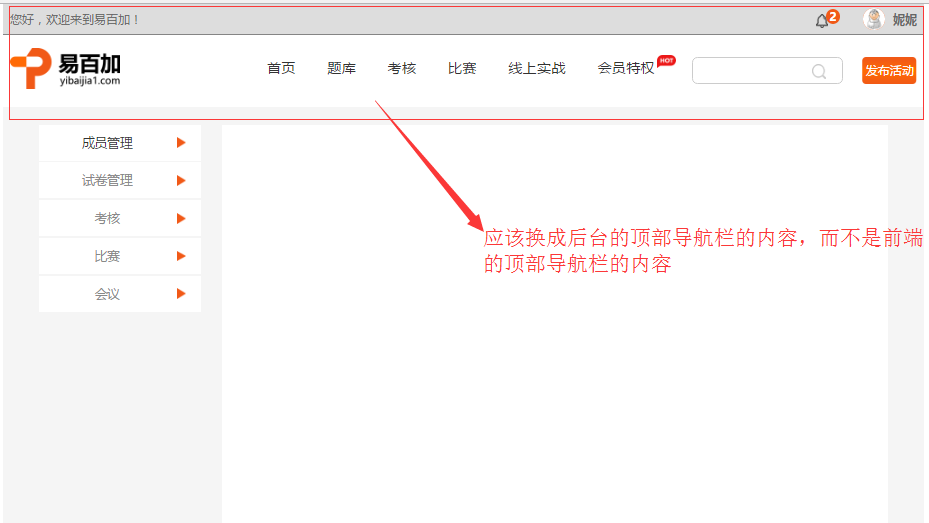 您好，欢迎来到易百加！
2
妮妮
易百加
yibaijia1.com
首页 题库 考核 比赛 线上实战 会员特权 HOT
发布活动
成员管理
试卷管理
考核
比赛
会议
应该换成后台的顶部导航栏的内容，而不是前端
的顶部导航栏的内容